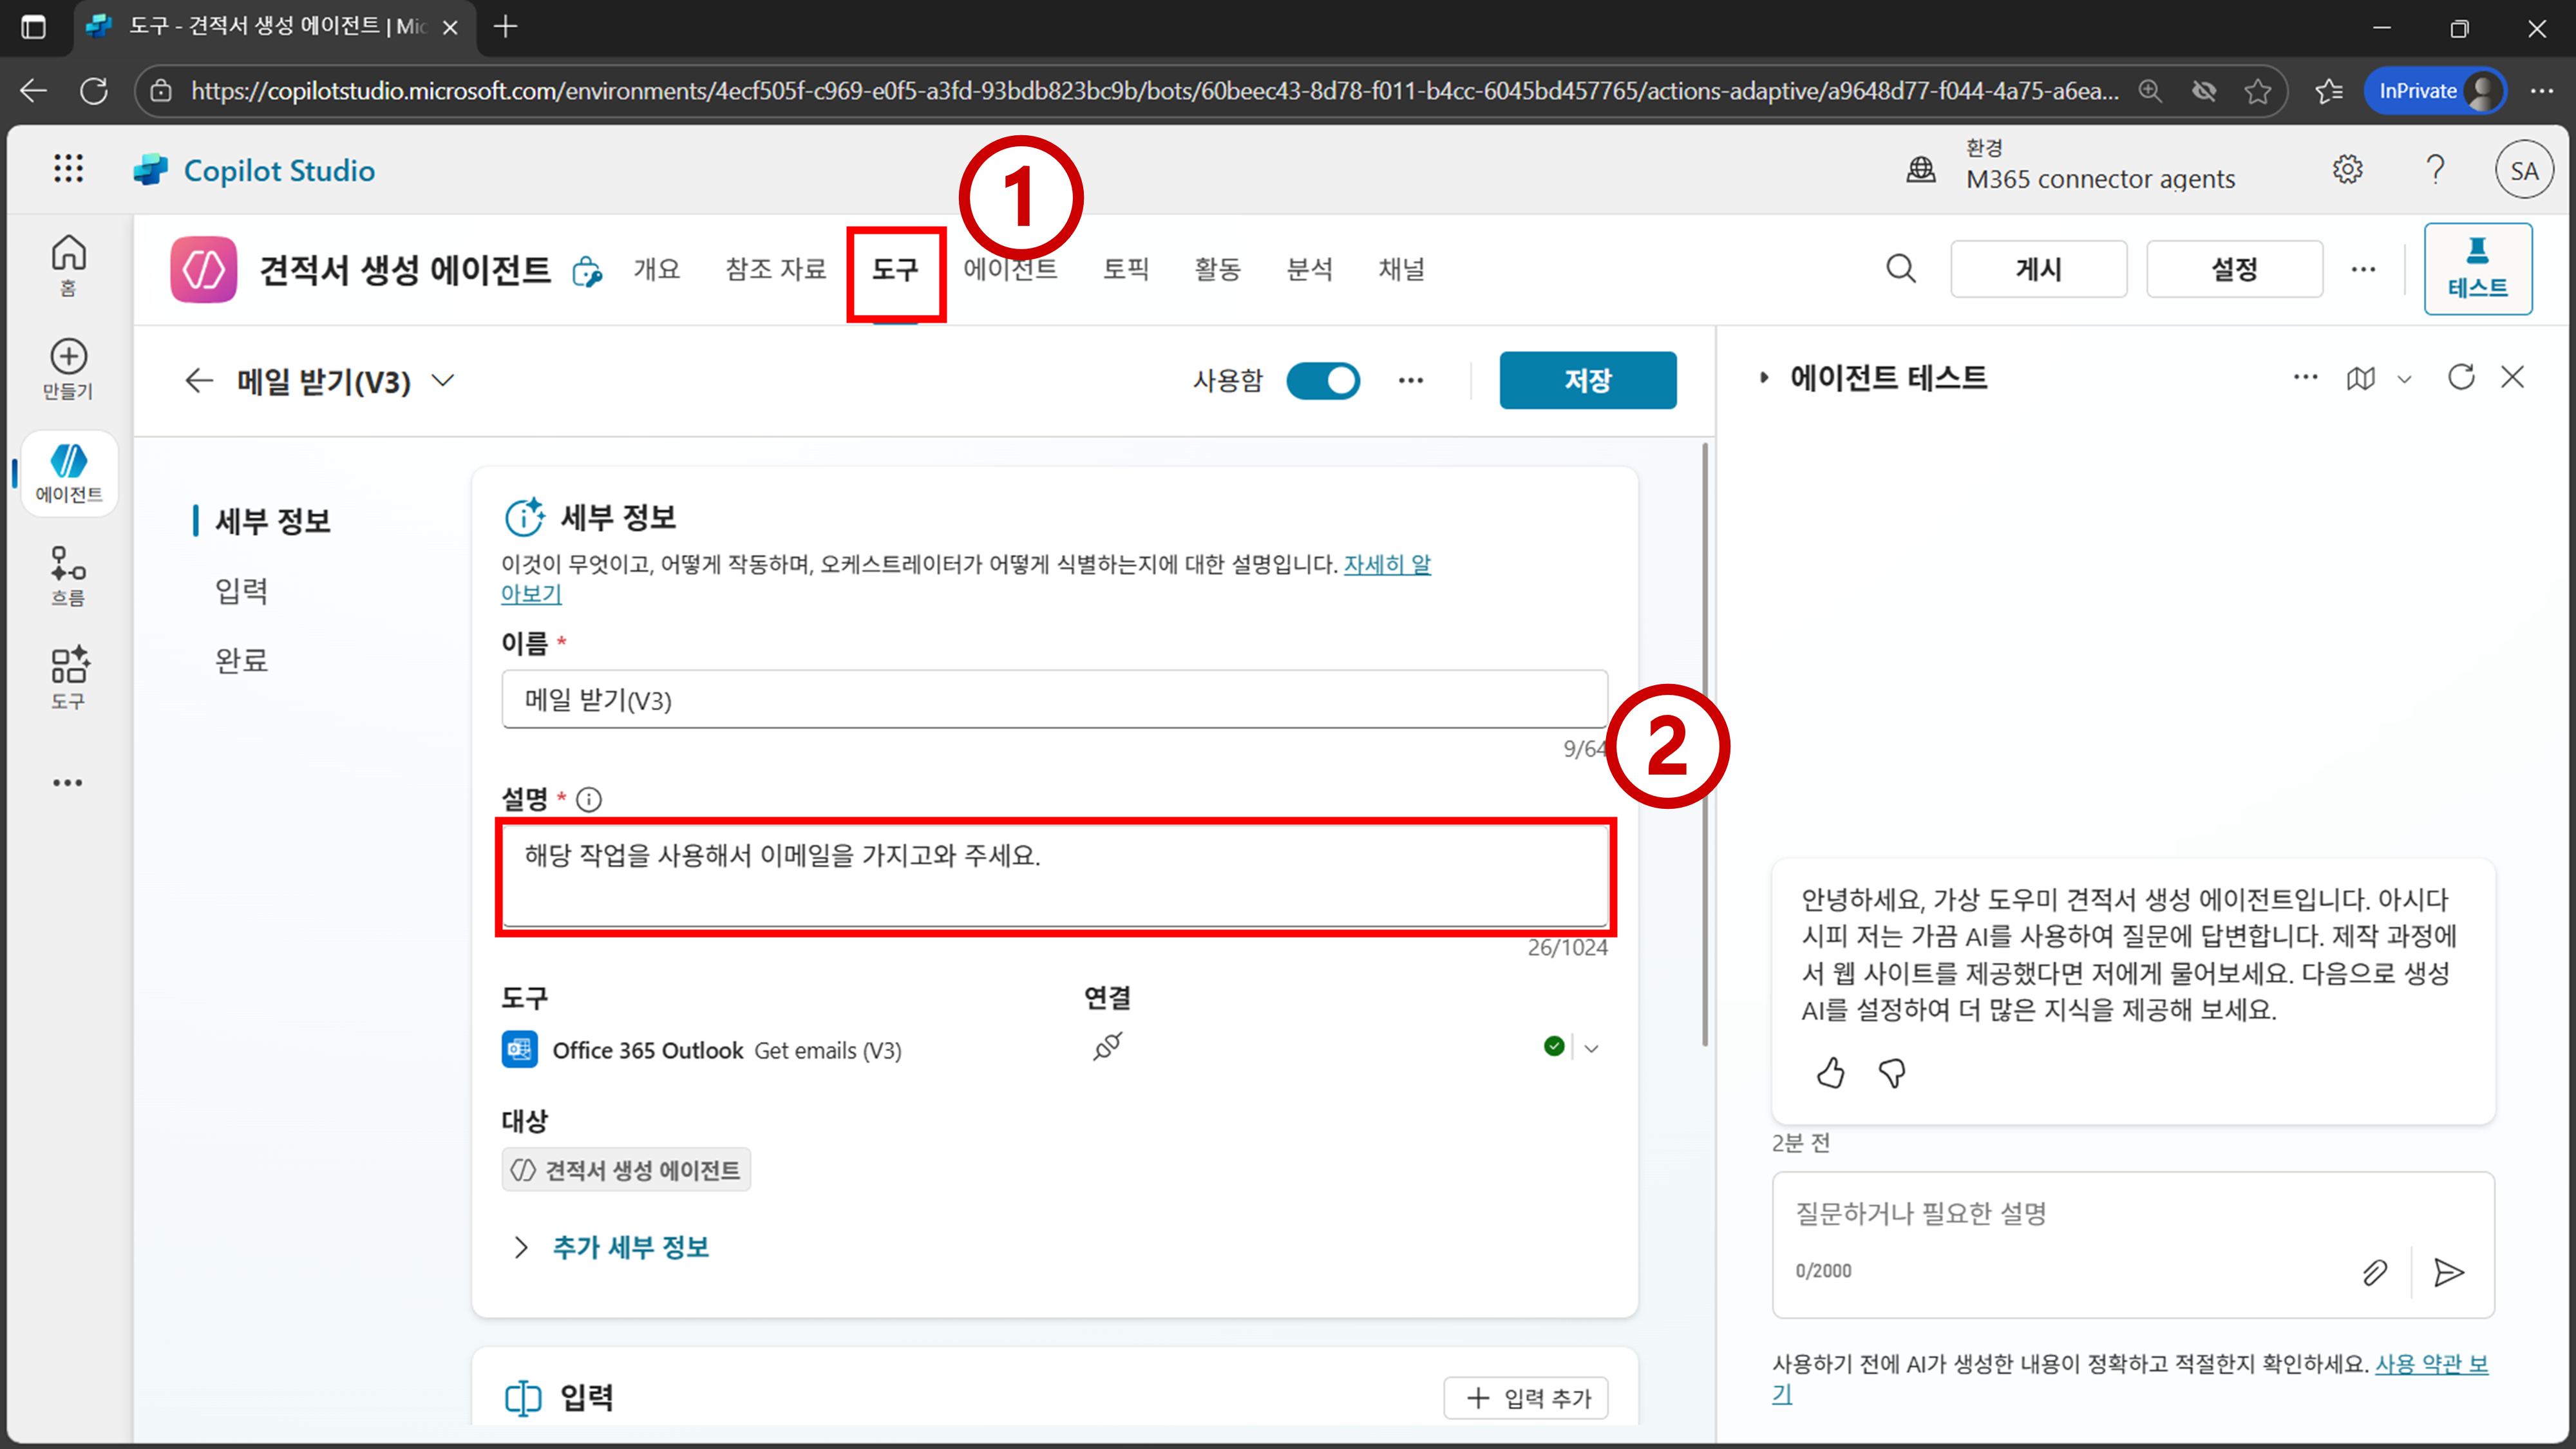 도구 - 견적서 생성 에이전트 | Mic
https://copilotstudio.microsoft.com/environments/4ecf505f-c969-e0f5-a3fd-93bdb823bc9b/bots/60beec43-8d78-f011-b4cc-6045bd457765/actions-adaptive/a9648d77-f044-4a75-a6ea...
InPrivate
Copilot Studio
환경
M365 connector agents
SA
1
견적서 생성 에이전트
개요
참조 자료
도구
에이전트
토픽
활동
분석
채널
게시
설정
테스트
홈
만들기
에이전트
흐름
도구
메일 받기(V3)
사용함
저장
세부 정보
입력
완료
세부 정보
이것이 무엇이고, 어떻게 작동하며, 오케스트레이터가 어떻게 식별하는지에 대한 설명입니다. 자세히 알
아보기
이름 *
메일 받기(V3)
9/64
2
설명 *
해당 작업을 사용해서 이메일을 가지고와 주세요.
26/1024
도구
연결
Office 365 Outlook Get emails (V3)
대상
견적서 생성 에이전트
추가 세부 정보
입력
입력 추가
에이전트 테스트
안녕하세요, 가상 도우미 견적서 생성 에이전트입니다. 아시다
시피 저는 가끔 AI를 사용하여 질문에 답변합니다. 제작 과정에
서 웹 사이트를 제공했다면 저에게 물어보세요. 다음으로 생성
AI를 설정하여 더 많은 지식을 제공해 보세요.
2분 전
질문하거나 필요한 설명
0/2000
사용하기 전에 AI가 생성한 내용이 정확하고 적절한지 확인하세요. 사용 약관 보
기